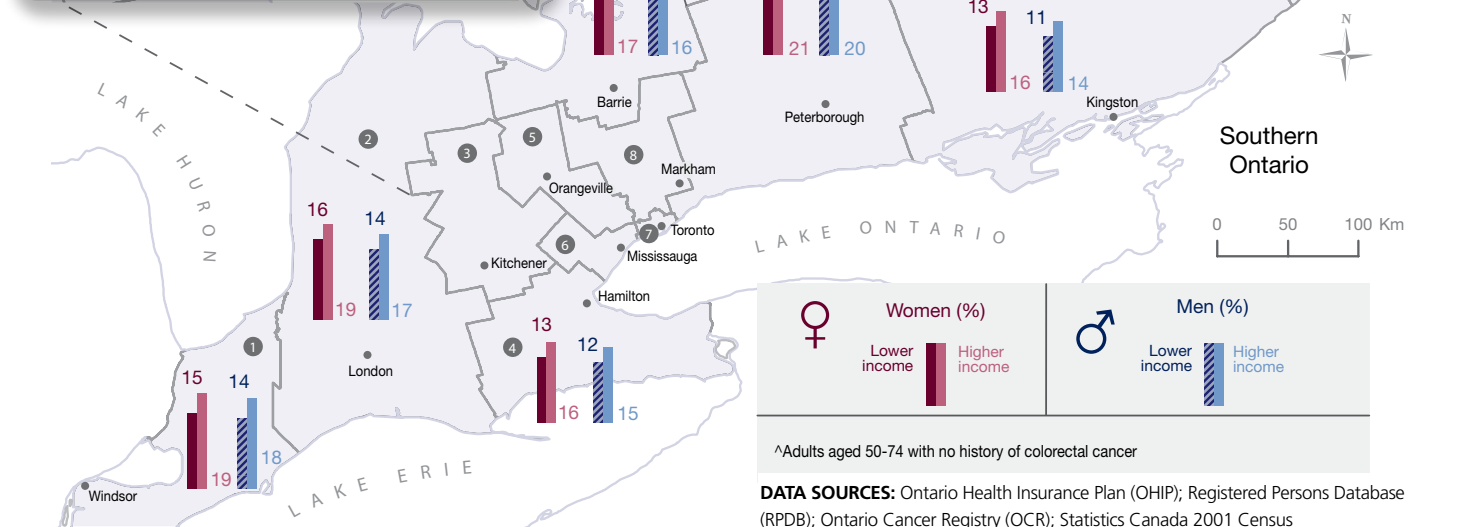 13
11
17
16
21
20
16
14
N
Barrie
Peterborough
Kingston
Southern
Ontario
LAKE HURON
2
3
5
8
Markham
Orangeville
16
14
19
17
7
Toronto
6
Mississauga
Kitchener
Hamilton
LAKE ONTARIO
0 50 100 Km
1
4
London
13
12
16
15
15
14
19
18
Windsor
LAKE ERIE
Women (%)
Lower
income
Higher
income
Men (%)
Lower
income
Higher
income
^Adults aged 50-74 with no history of colorectal cancer
DATA SOURCES: Ontario Health Insurance Plan (OHIP); Registered Persons Database
(RPDB); Ontario Cancer Registry (OCR); Statistics Canada 2001 Census